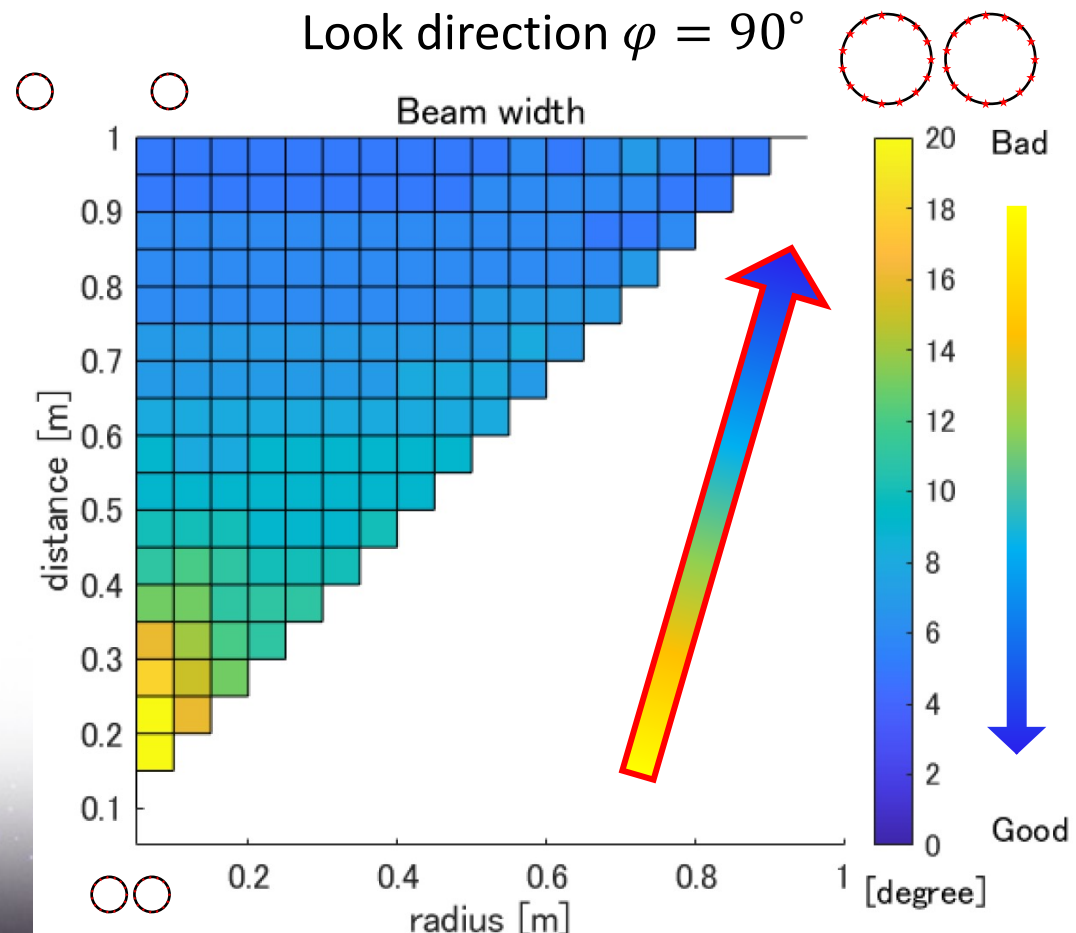 Look direction φ = 90°
Beam width
Bad
Good
distance [m]
1
0.9
0.8
0.7
0.6
0.5
0.4
0.3
0.2
0.1
0.2 0.4 0.6 0.8 1
radius [m]
20
18
16
14
12
10
8
6
4
2
0
[degree]